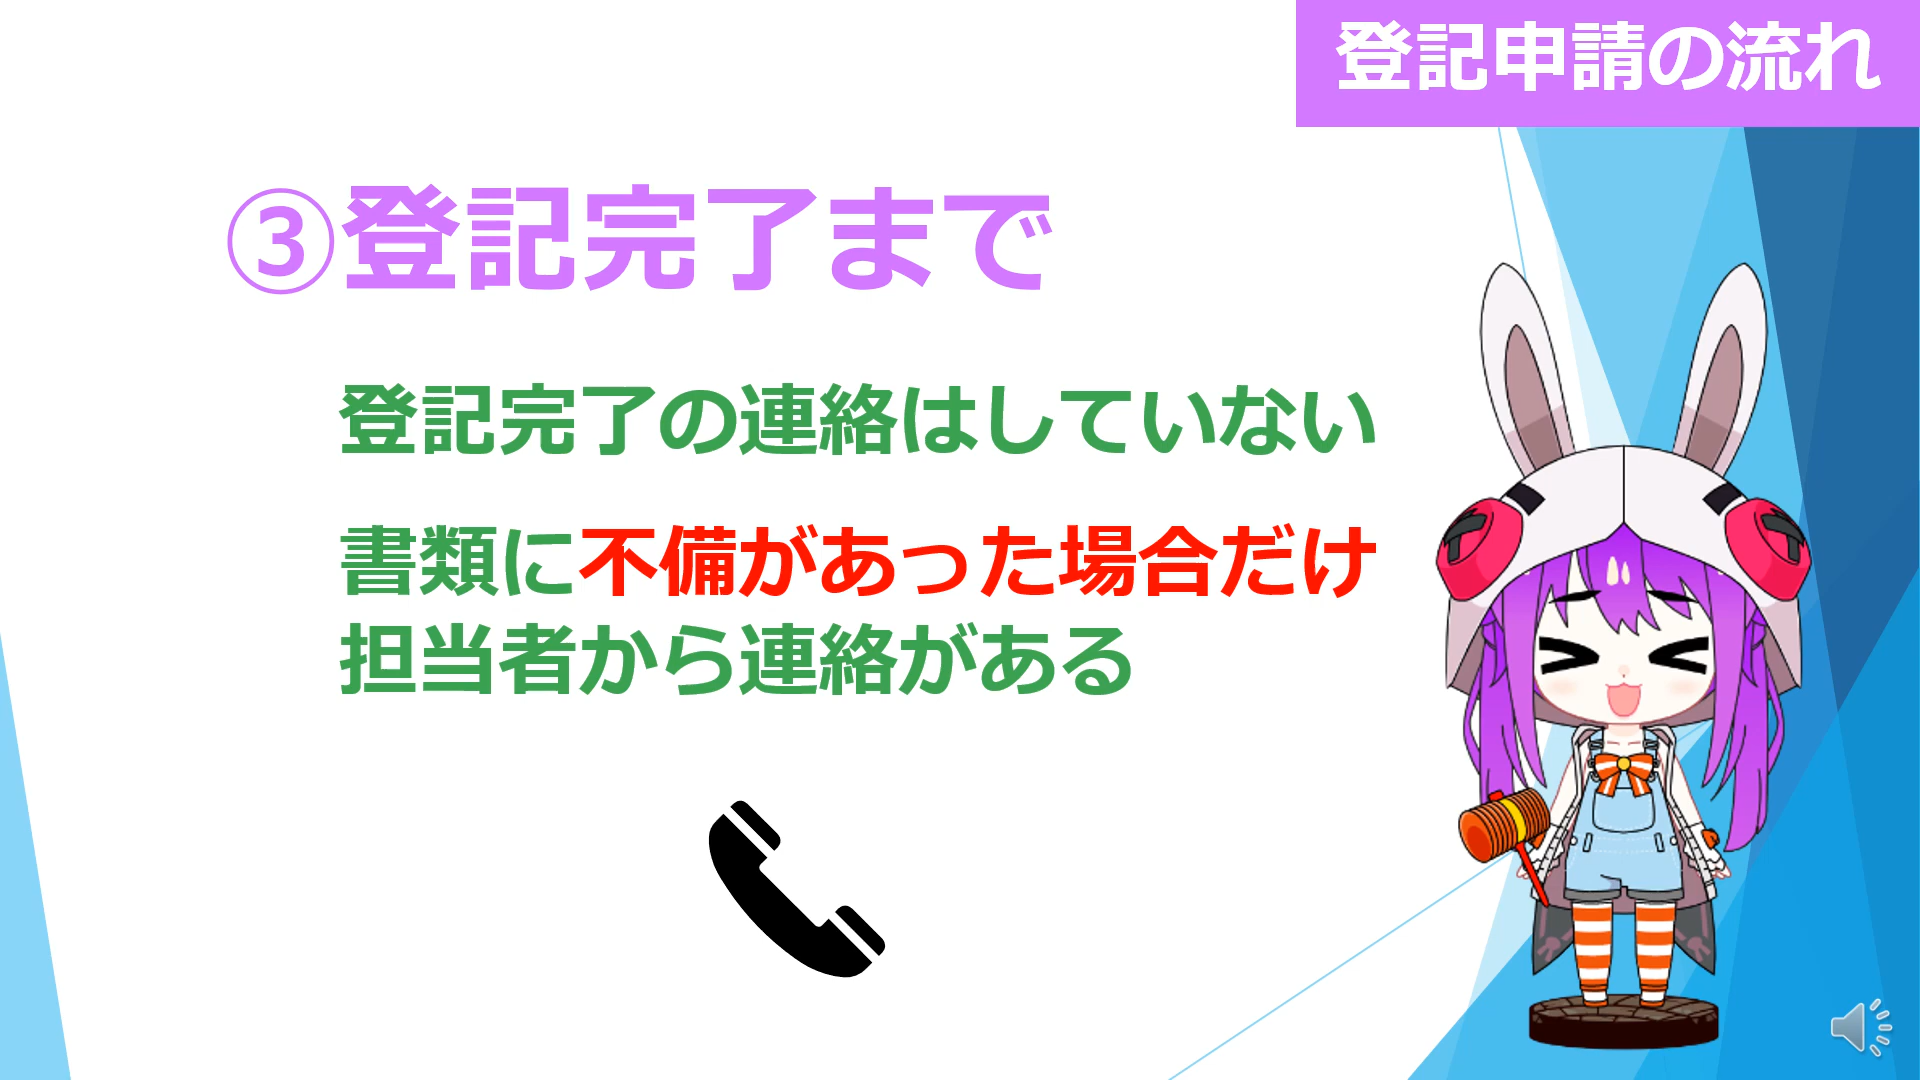 登記申請の流れ
③登記完了まで
登記完了の連絡はしていない
書類に不備があった場合だけ
担当者から連絡がある